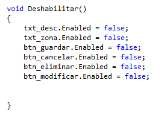 void Deshabilitar()
{
    txt_desc.Enabled = false;
    txt_zona.Enabled = false;
    btn_guardar.Enabled = false;
    btn_cancelar.Enabled = false;
    btn_eliminar.Enabled = false;
    btn_modificar.Enabled = false;
}